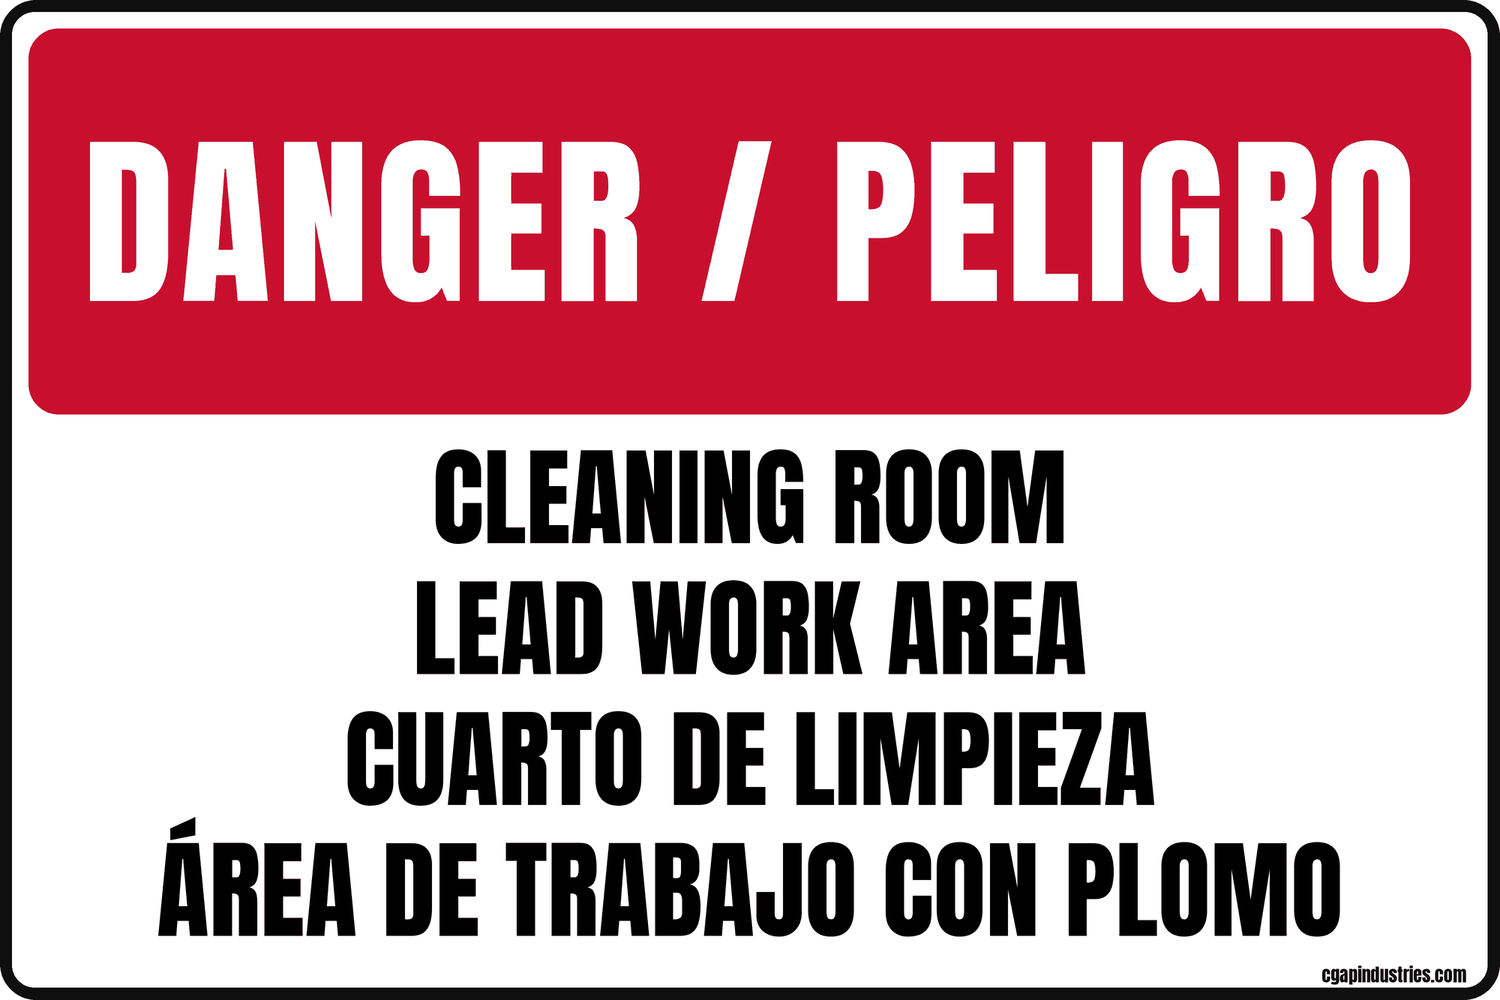 DANGER / PELIGRO
CLEANING ROOM
LEAD WORK AREA
CUARTO DE LIMPIEZA
ÁREA DE TRABAJO CON PLOMO
cgapindustries.com